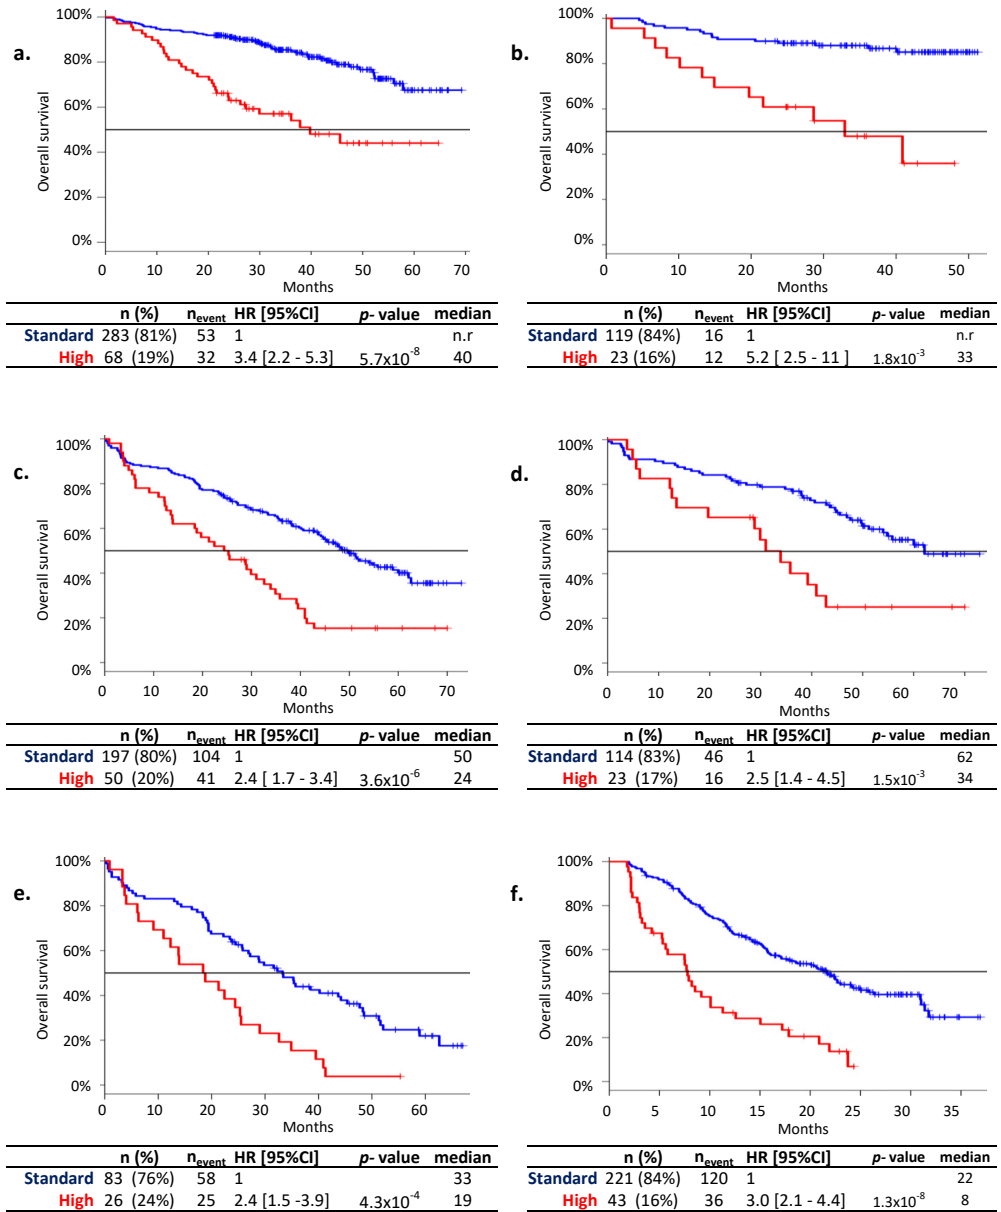 a.
Overall survival
100%
80%
60%
40%
20%
0%
0 10 20 30 40 50 60 70
Months
n (%) nevent HR [95%CI] p- value median
Standard 283 (81%) 53 1 n.r
High 68 (19%) 32 3.4 [2.2 - 5.3] 5.7x10-8 40
b.
Overall survival
100%
80%
60%
40%
20%
0%
0 10 20 30 40 50
Months
n (%) nevent HR [95%CI] p- value median
Standard 119 (84%) 16 1 n.r
High 23 (16%) 12 5.2 [ 2.5 - 11 ] 1.8x10-3 33
c.
Overall survival
100%
80%
60%
40%
20%
0%
0 10 20 30 40 50 60 70
Months
n (%) nevent HR [95%CI] p- value median
Standard 197 (80%) 104 1 50
High 50 (20%) 41 2.4 [ 1.7 - 3.4] 3.6x10-6 24
d.
Overall survival
100%
80%
60%
40%
20%
0%
0 10 20 30 40 50 60 70
Months
n (%) nevent HR [95%CI] p- value median
Standard 114 (83%) 46 1 62
High 23 (17%) 16 2.5 [1.4 - 4.5] 1.5x10-3 34
e.
Overall survival
100%
80%
60%
40%
20%
0%
0 10 20 30 40 50 60
Months
n (%) nevent HR [95%CI] p- value median
Standard 83 (76%) 58 1 33
High 26 (24%) 25 2.4 [1.5 -3.9] 4.3x10-4 19
f.
Overall survival
100%
80%
60%
40%
20%
0%
0 5 10 15 20 25 30 35
Months
n (%) nevent HR [95%CI] p- value median
Standard 221 (84%) 120 1 22
High 43 (16%) 36 3.0 [2.1 - 4.4] 1.3x10-8 8